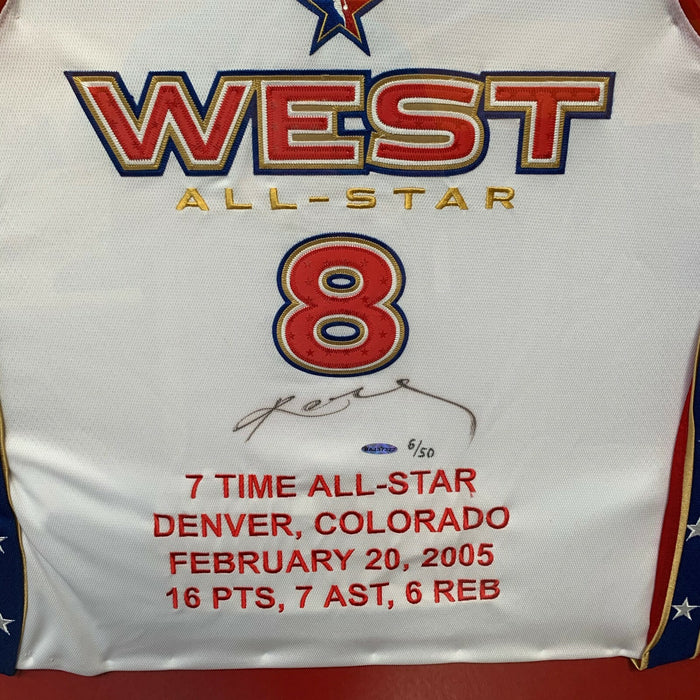 WEST
ALL-STAR
8
6/50
7 TIME ALL-STAR
DENVER, COLORADO
FEBRUARY 20, 2005
16 PTS, 7 AST, 6 REB